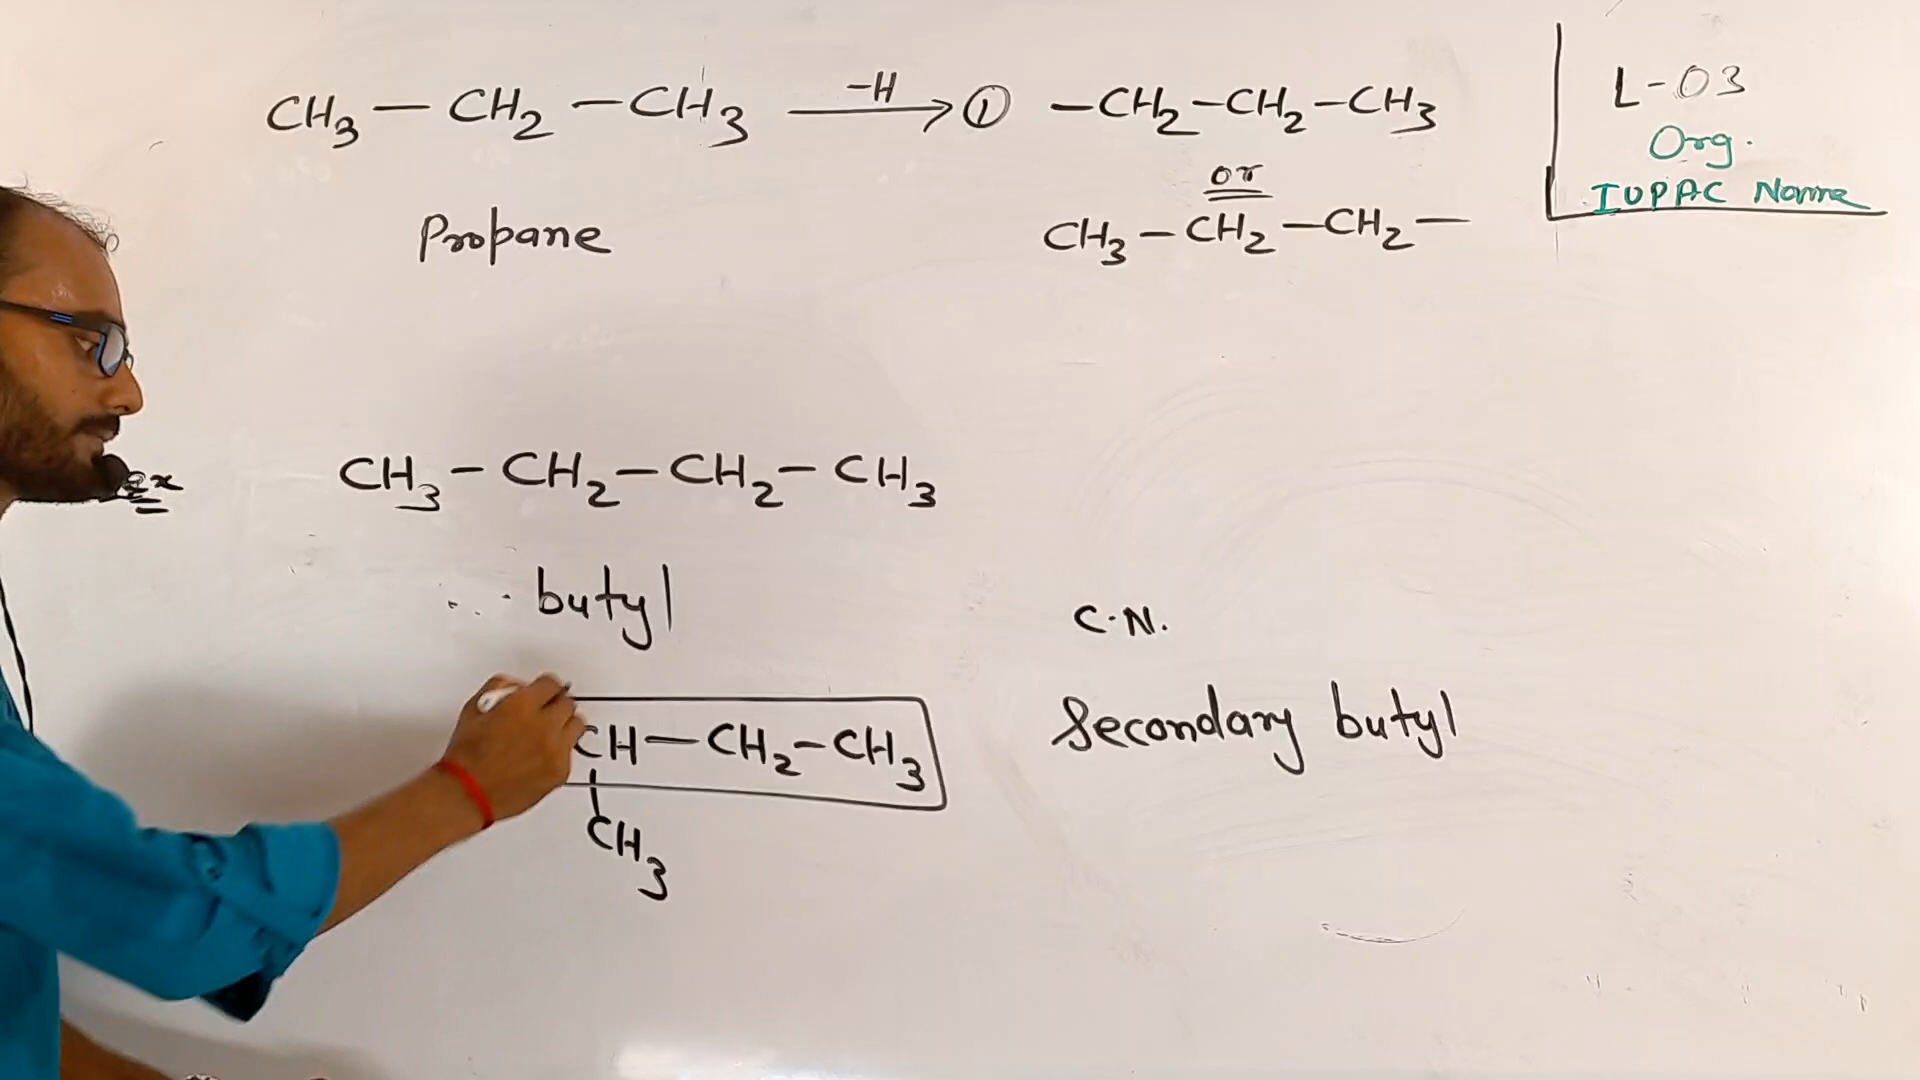 CH3 — CH2 — CH3 —H→ ① —CH2—CH2—CH3
or
CH3 — CH2 — CH2 —
Propane
L-03
Org.
IUPAC Name
Ex
CH3 — CH2 — CH2 — CH3
butyl
C.N.
CH — CH2 — CH3
CH3
Secondary butyl